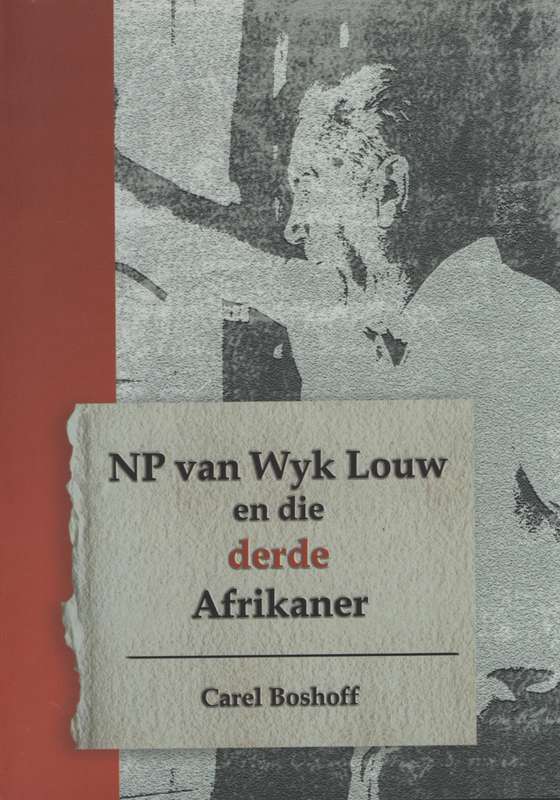 NP van Wyk Louw
en die
derde
Afrikaner
Carel Boshoff